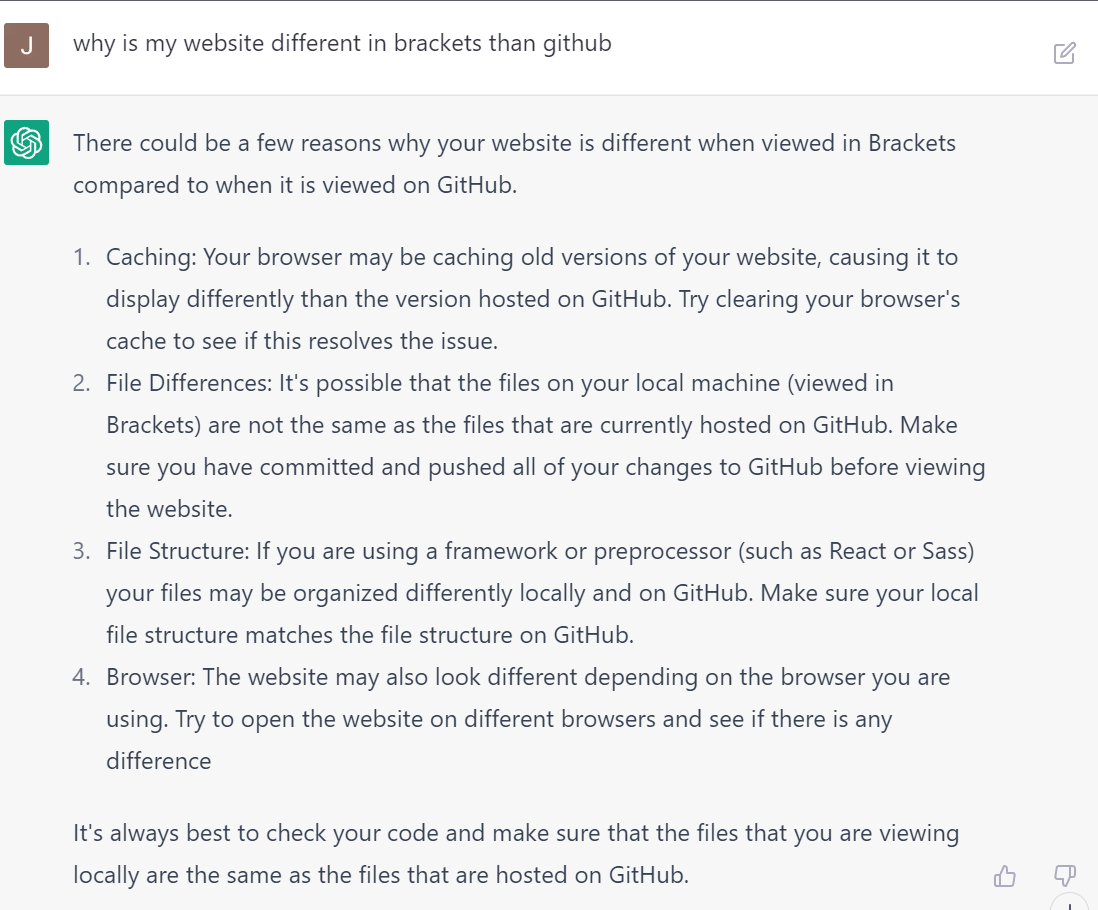 J
why is my website different in brackets than github
There could be a few reasons why your website is different when viewed in Brackets
compared to when it is viewed on GitHub.
1. Caching: Your browser may be caching old versions of your website, causing it to
display differently than the version hosted on GitHub. Try clearing your browser's
cache to see if this resolves the issue.
2. File Differences: It's possible that the files on your local machine (viewed in
Brackets) are not the same as the files that are currently hosted on GitHub. Make
sure you have committed and pushed all of your changes to GitHub before viewing
the website.
3. File Structure: If you are using a framework or preprocessor (such as React or Sass)
your files may be organized differently locally and on GitHub. Make sure your local
file structure matches the file structure on GitHub.
4. Browser: The website may also look different depending on the browser you are
using. Try to open the website on different browsers and see if there is any
difference
It's always best to check your code and make sure that the files that you are viewing
locally are the same as the files that are hosted on GitHub.